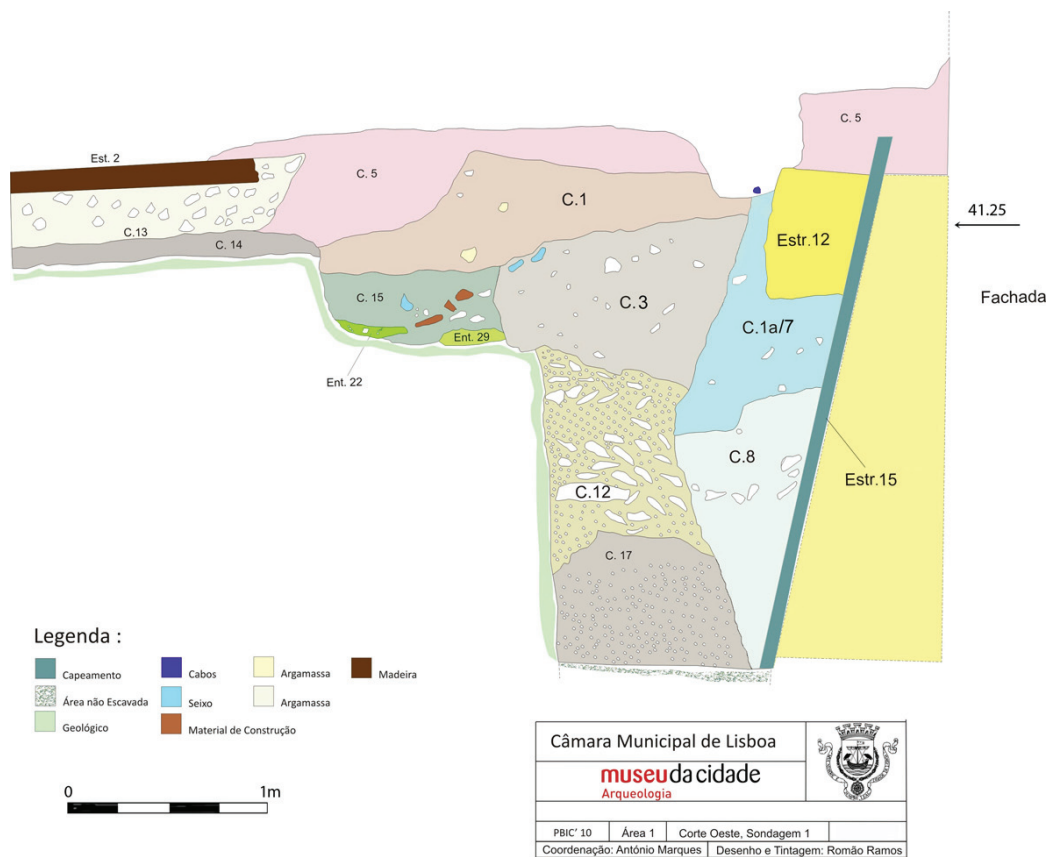 C. 5
Est. 2
C. 5
C.1
41.25
C.13
C. 14
Estr.12
C. 15
C.3
C.1a/7
Fachada
Ent. 29
Ent. 22
C.8
C.12
Estr.15
C. 17
Legenda :
Capeamento
Cabos
Argamassa
Madeira
Área não Escavada
Seixo
Argamassa
Geológico
Material de Construção
0 1m
Câmara Municipal de Lisboa
museudacidade
Arqueologia
PBIC' 10 Área 1 Corte Oeste, Sondagem 1
Coordenação: António Marques Desenho e Tintagem: Romão Ramos